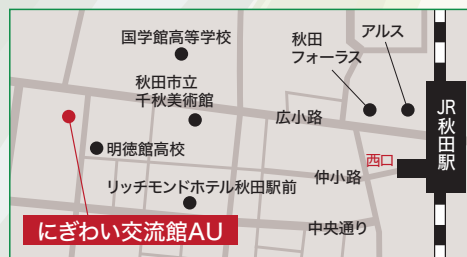 国学館高等学校
秋田
フォーラス
アルス
秋田市立
千秋美術館
広小路
JR秋田駅
明徳館高校
西口
仲小路
リッチモンドホテル秋田駅前
にぎわい交流館AU
中央通り